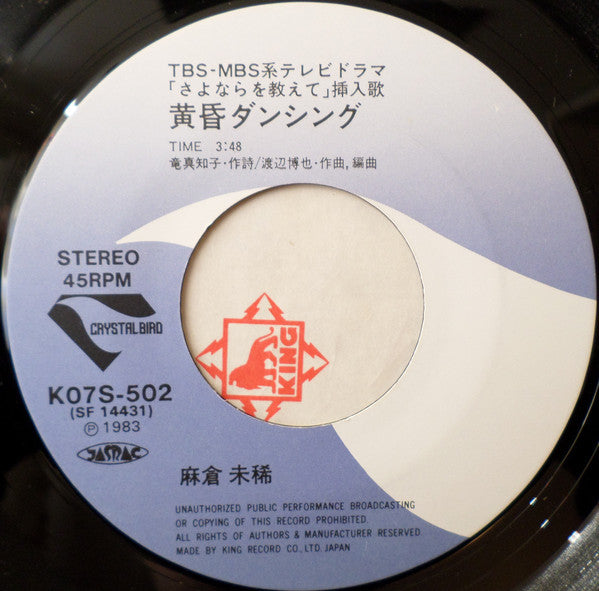 TBS-MBS系テレビドラマ
「さよならを教えて」挿入歌
黄昏ダンシング
TIME 3:48
竜真知子・作詩/渡辺博也・作曲,編曲
STEREO
45RPM
CRYSTALBIRD
K07S-502
(SF 14431)
Ⓟ 1983
JASRAC
KING
麻倉 未稀
UNAUTHORIZED PUBLIC PERFORMANCE BROADCASTING
OR COPYING OF THIS RECORD PROHIBITED.
ALL RIGHTS OF AUTHORS & MANUFACTURER RESERVED.
MADE BY KING RECORD CO., LTD. JAPAN